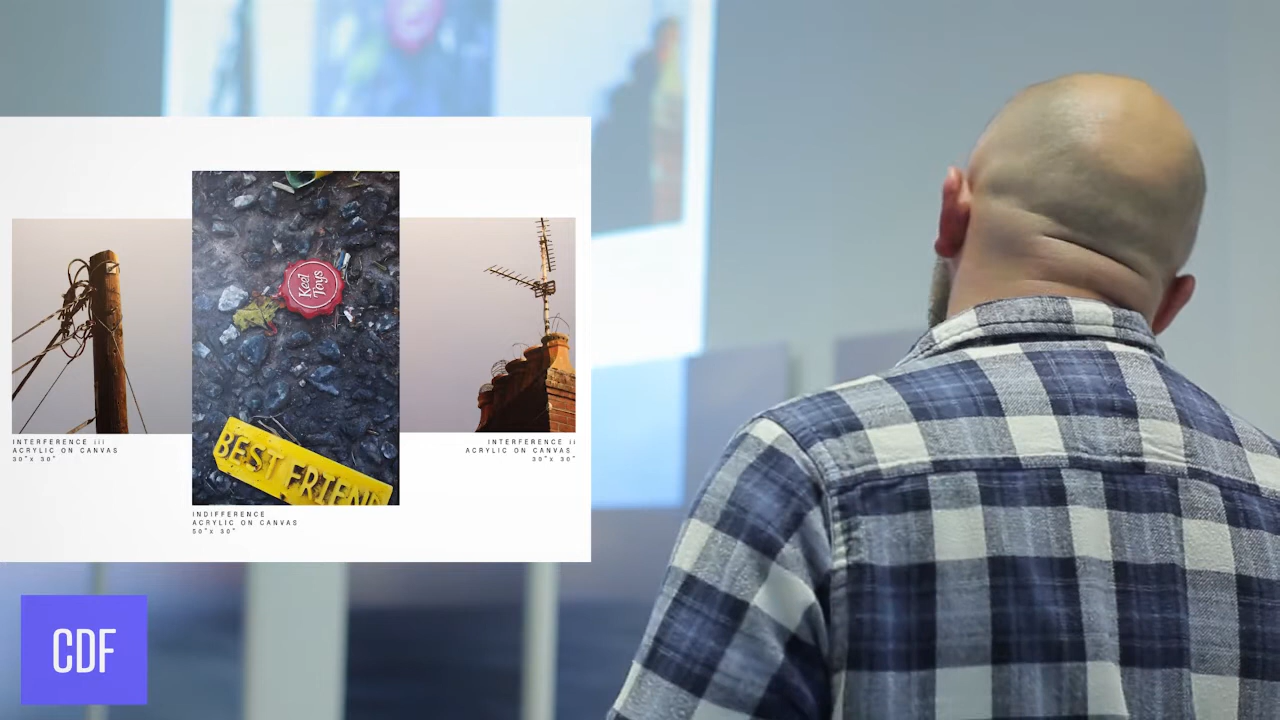 Keel
Toys
BEST FRIEND
INTERFERENCE iii
ACRYLIC ON CANVAS
30"x 30"
INTERFERENCE ii
ACRYLIC ON CANVAS
30"x 30"
INDIFFERENCE
ACRYLIC ON CANVAS
50"x 30"
CDF